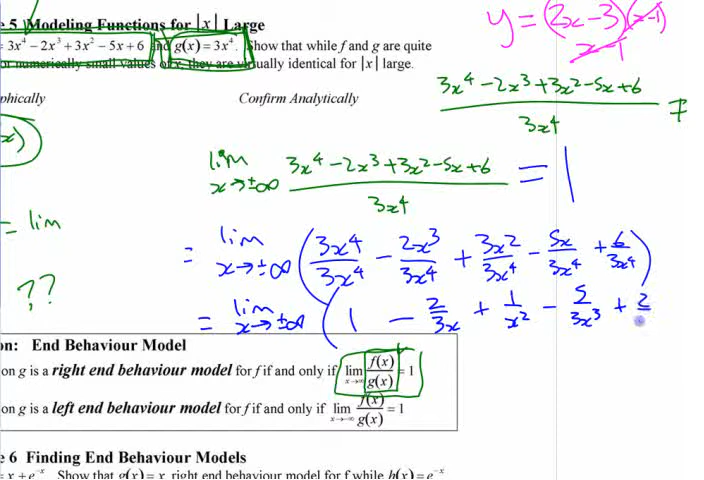 e 5 Modeling Functions for |x| Large
y = (2x-3)(x-1)
x-1
= 3x⁴ − 2x³ + 3x² − 5x + 6 and g(x) = 3x⁴. Show that while f and g are quite
or numerically small values of x, they are virtually identical for |x| large.
phically
Confirm Analytically
3x⁴ - 2x³ + 3x² - 5x + 6
3x⁴
x)
lim x→±∞ 3x⁴ - 2x³ + 3x² - 5x + 6 / 3x⁴ = 1
= lim
= lim x→±∞ (3x⁴/3x⁴ - 2x³/3x⁴ + 3x²/3x⁴ - 5x/3x⁴ + 6/3x⁴)
??
= lim x→±∞ (1 - 2/3x + 1/x² - 5/3x³ + 2/
on: End Behaviour Model
on g is a right end behaviour model for f if and only if lim x→∞ f(x)/g(x) = 1
on g is a left end behaviour model for f if and only if lim x→−∞ f(x)/g(x) = 1
e 6 Finding End Behaviour Models
= x + e⁻ˣ Show that g(x) = x right end behaviour model for f while h(x) = e⁻ˣ